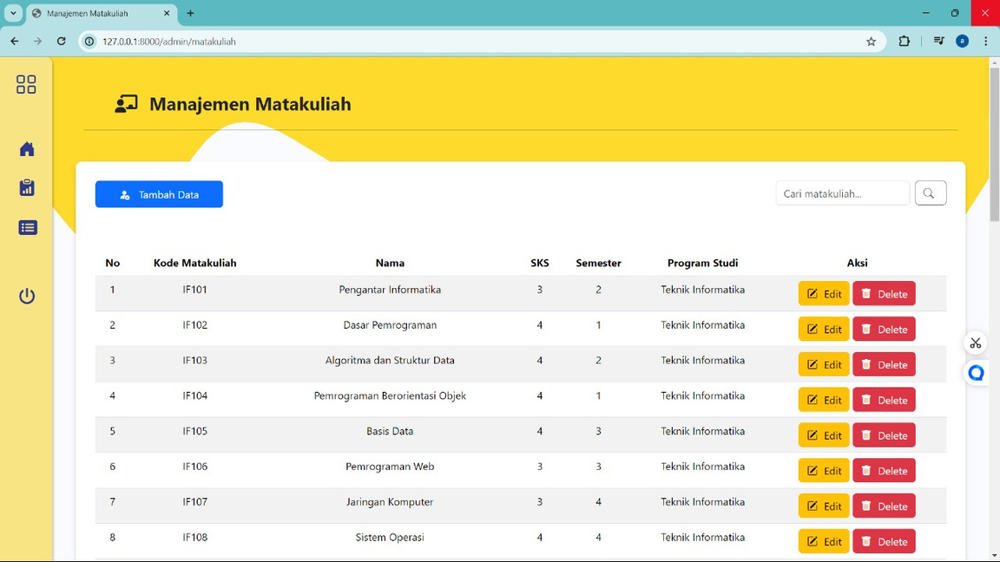 Manajemen Matakuliah
127.0.0.1:8000/admin/matakuliah
a
Manajemen Matakuliah
Tambah Data
Cari matakuliah...
No Kode Matakuliah Nama SKS Semester Program Studi Aksi
1 IF101 Pengantar Informatika 3 2 Teknik Informatika Edit Delete
2 IF102 Dasar Pemrograman 4 1 Teknik Informatika Edit Delete
3 IF103 Algoritma dan Struktur Data 4 2 Teknik Informatika Edit Delete
4 IF104 Pemrograman Berorientasi Objek 4 1 Teknik Informatika Edit Delete
5 IF105 Basis Data 4 3 Teknik Informatika Edit Delete
6 IF106 Pemrograman Web 3 3 Teknik Informatika Edit Delete
7 IF107 Jaringan Komputer 3 4 Teknik Informatika Edit Delete
8 IF108 Sistem Operasi 4 4 Teknik Informatika Edit Delete